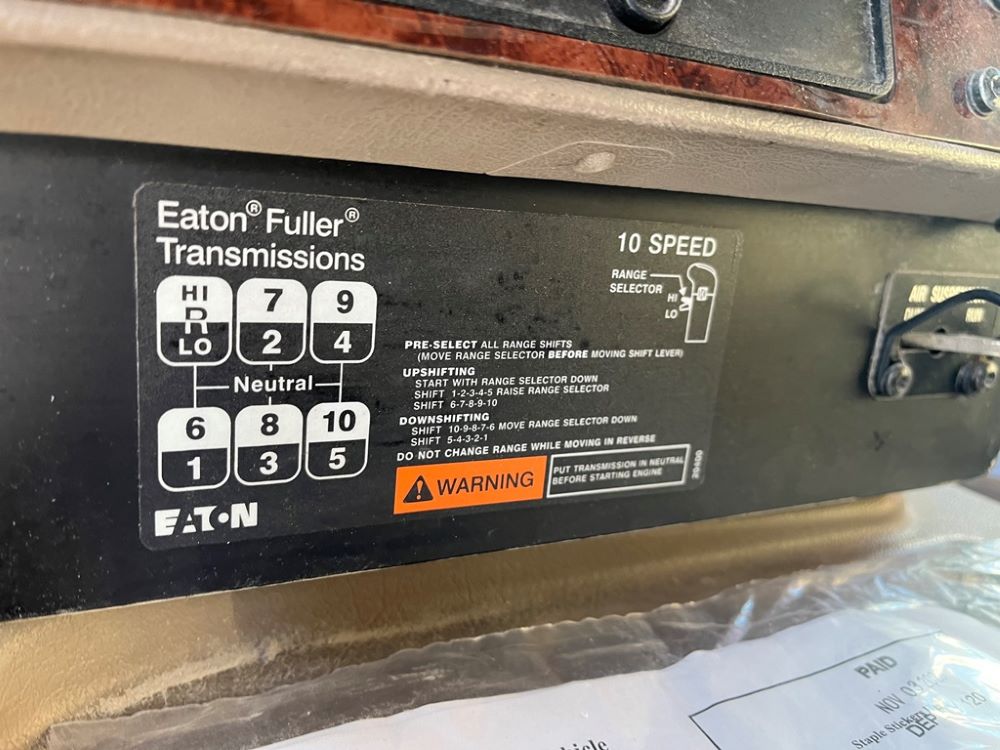 Eaton® Fuller®
Transmissions
10 SPEED
RANGE
SELECTOR
HI
LO
HI
R
LO
7
2
9
4
Neutral
6
1
8
3
10
5
PRE-SELECT ALL RANGE SHIFTS
(MOVE RANGE SELECTOR BEFORE MOVING SHIFT LEVER)
UPSHIFTING
START WITH RANGE SELECTOR DOWN
SHIFT 1-2-3-4-5 RAISE RANGE SELECTOR
SHIFT 6-7-8-9-10
DOWNSHIFTING
SHIFT 10-9-8-7-6 MOVE RANGE SELECTOR DOWN
SHIFT 5-4-3-2-1
DO NOT CHANGE RANGE WHILE MOVING IN REVERSE
WARNING
PUT TRANSMISSION IN NEUTRAL
BEFORE STARTING ENGINE
EATON
AIR
RUN
PAID
NOV 03
Staple